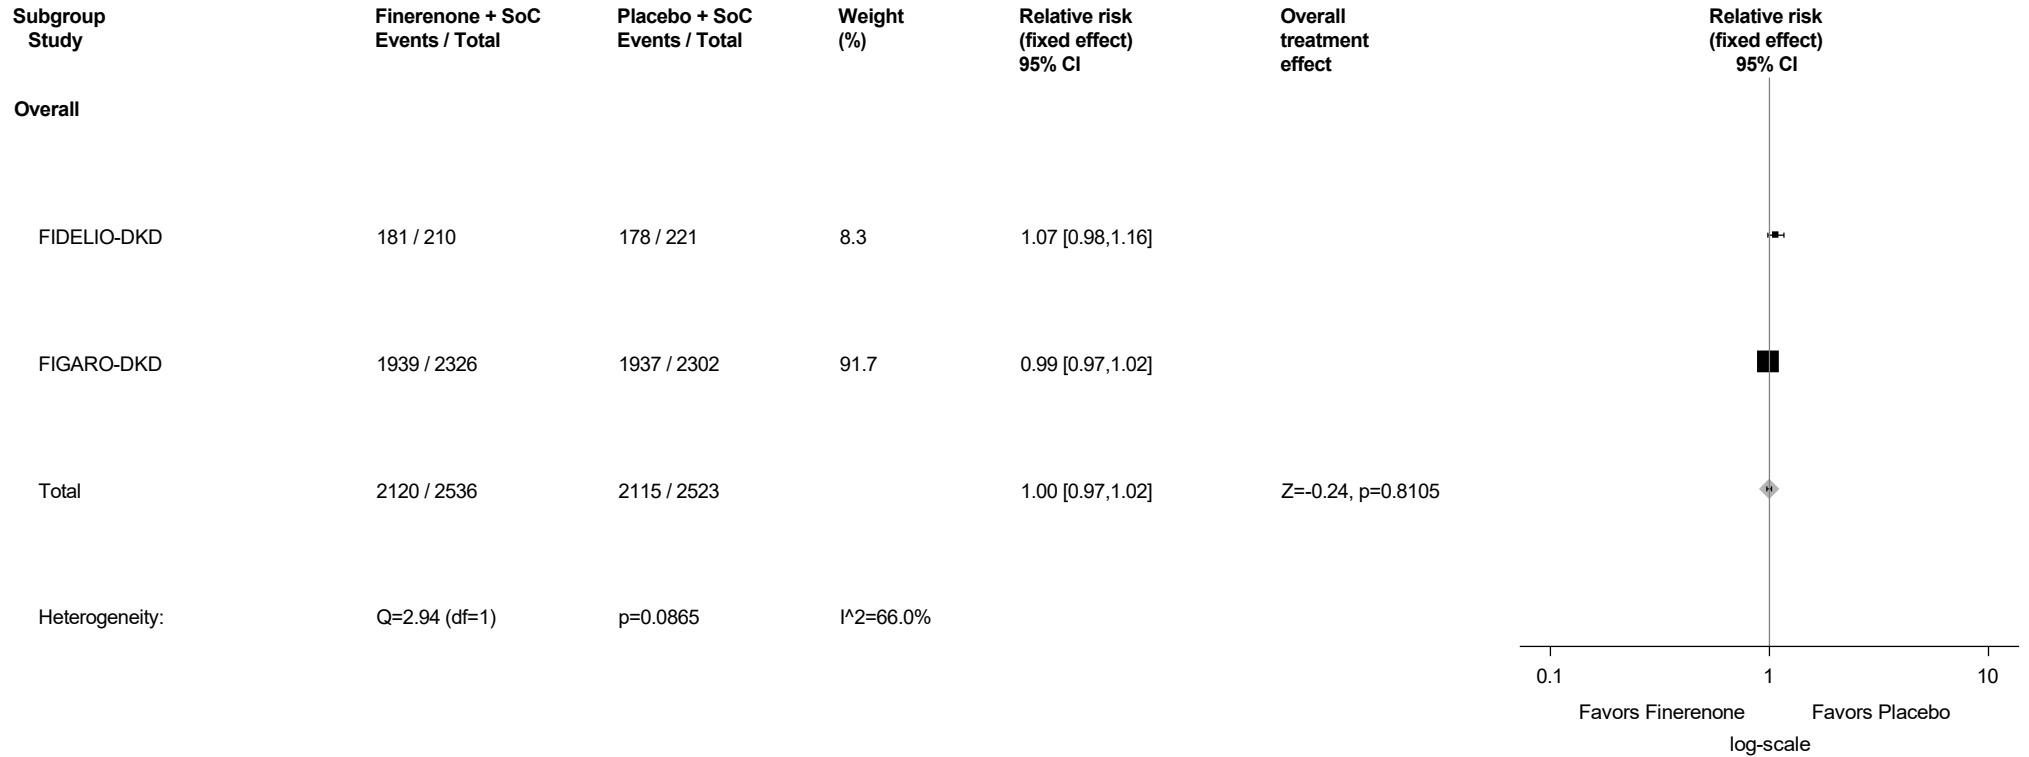 Subgroup Finerenone + SoC Placebo + SoC Weight Relative risk Overall Relative risk
Study Events / Total Events / Total (%) (fixed effect) treatment (fixed effect)
95% CI effect 95% CI
Overall
FIDELIO-DKD 181 / 210 178 / 221 8.3 1.07 [0.98,1.16]
FIGARO-DKD 1939 / 2326 1937 / 2302 91.7 0.99 [0.97,1.02]
Total 2120 / 2536 2115 / 2523 1.00 [0.97,1.02] Z=-0.24, p=0.8105
Heterogeneity: Q=2.94 (df=1) p=0.0865 I^2=66.0%
0.1 1 10
Favors Finerenone Favors Placebo
log-scale